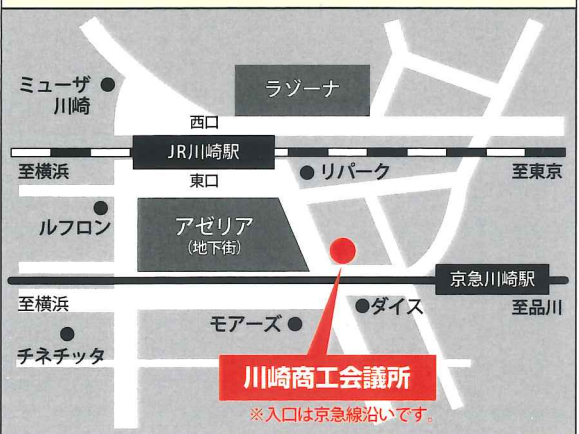 ミューザ
川崎
ラゾーナ
西口
JR川崎駅
至横浜
東口
リパーク
至東京
ルフロン
アゼリア
(地下街)
京急川崎駅
至横浜
ダイス
至品川
モアーズ
チネチッタ
川崎商工会議所
※入口は京急線沿いです。